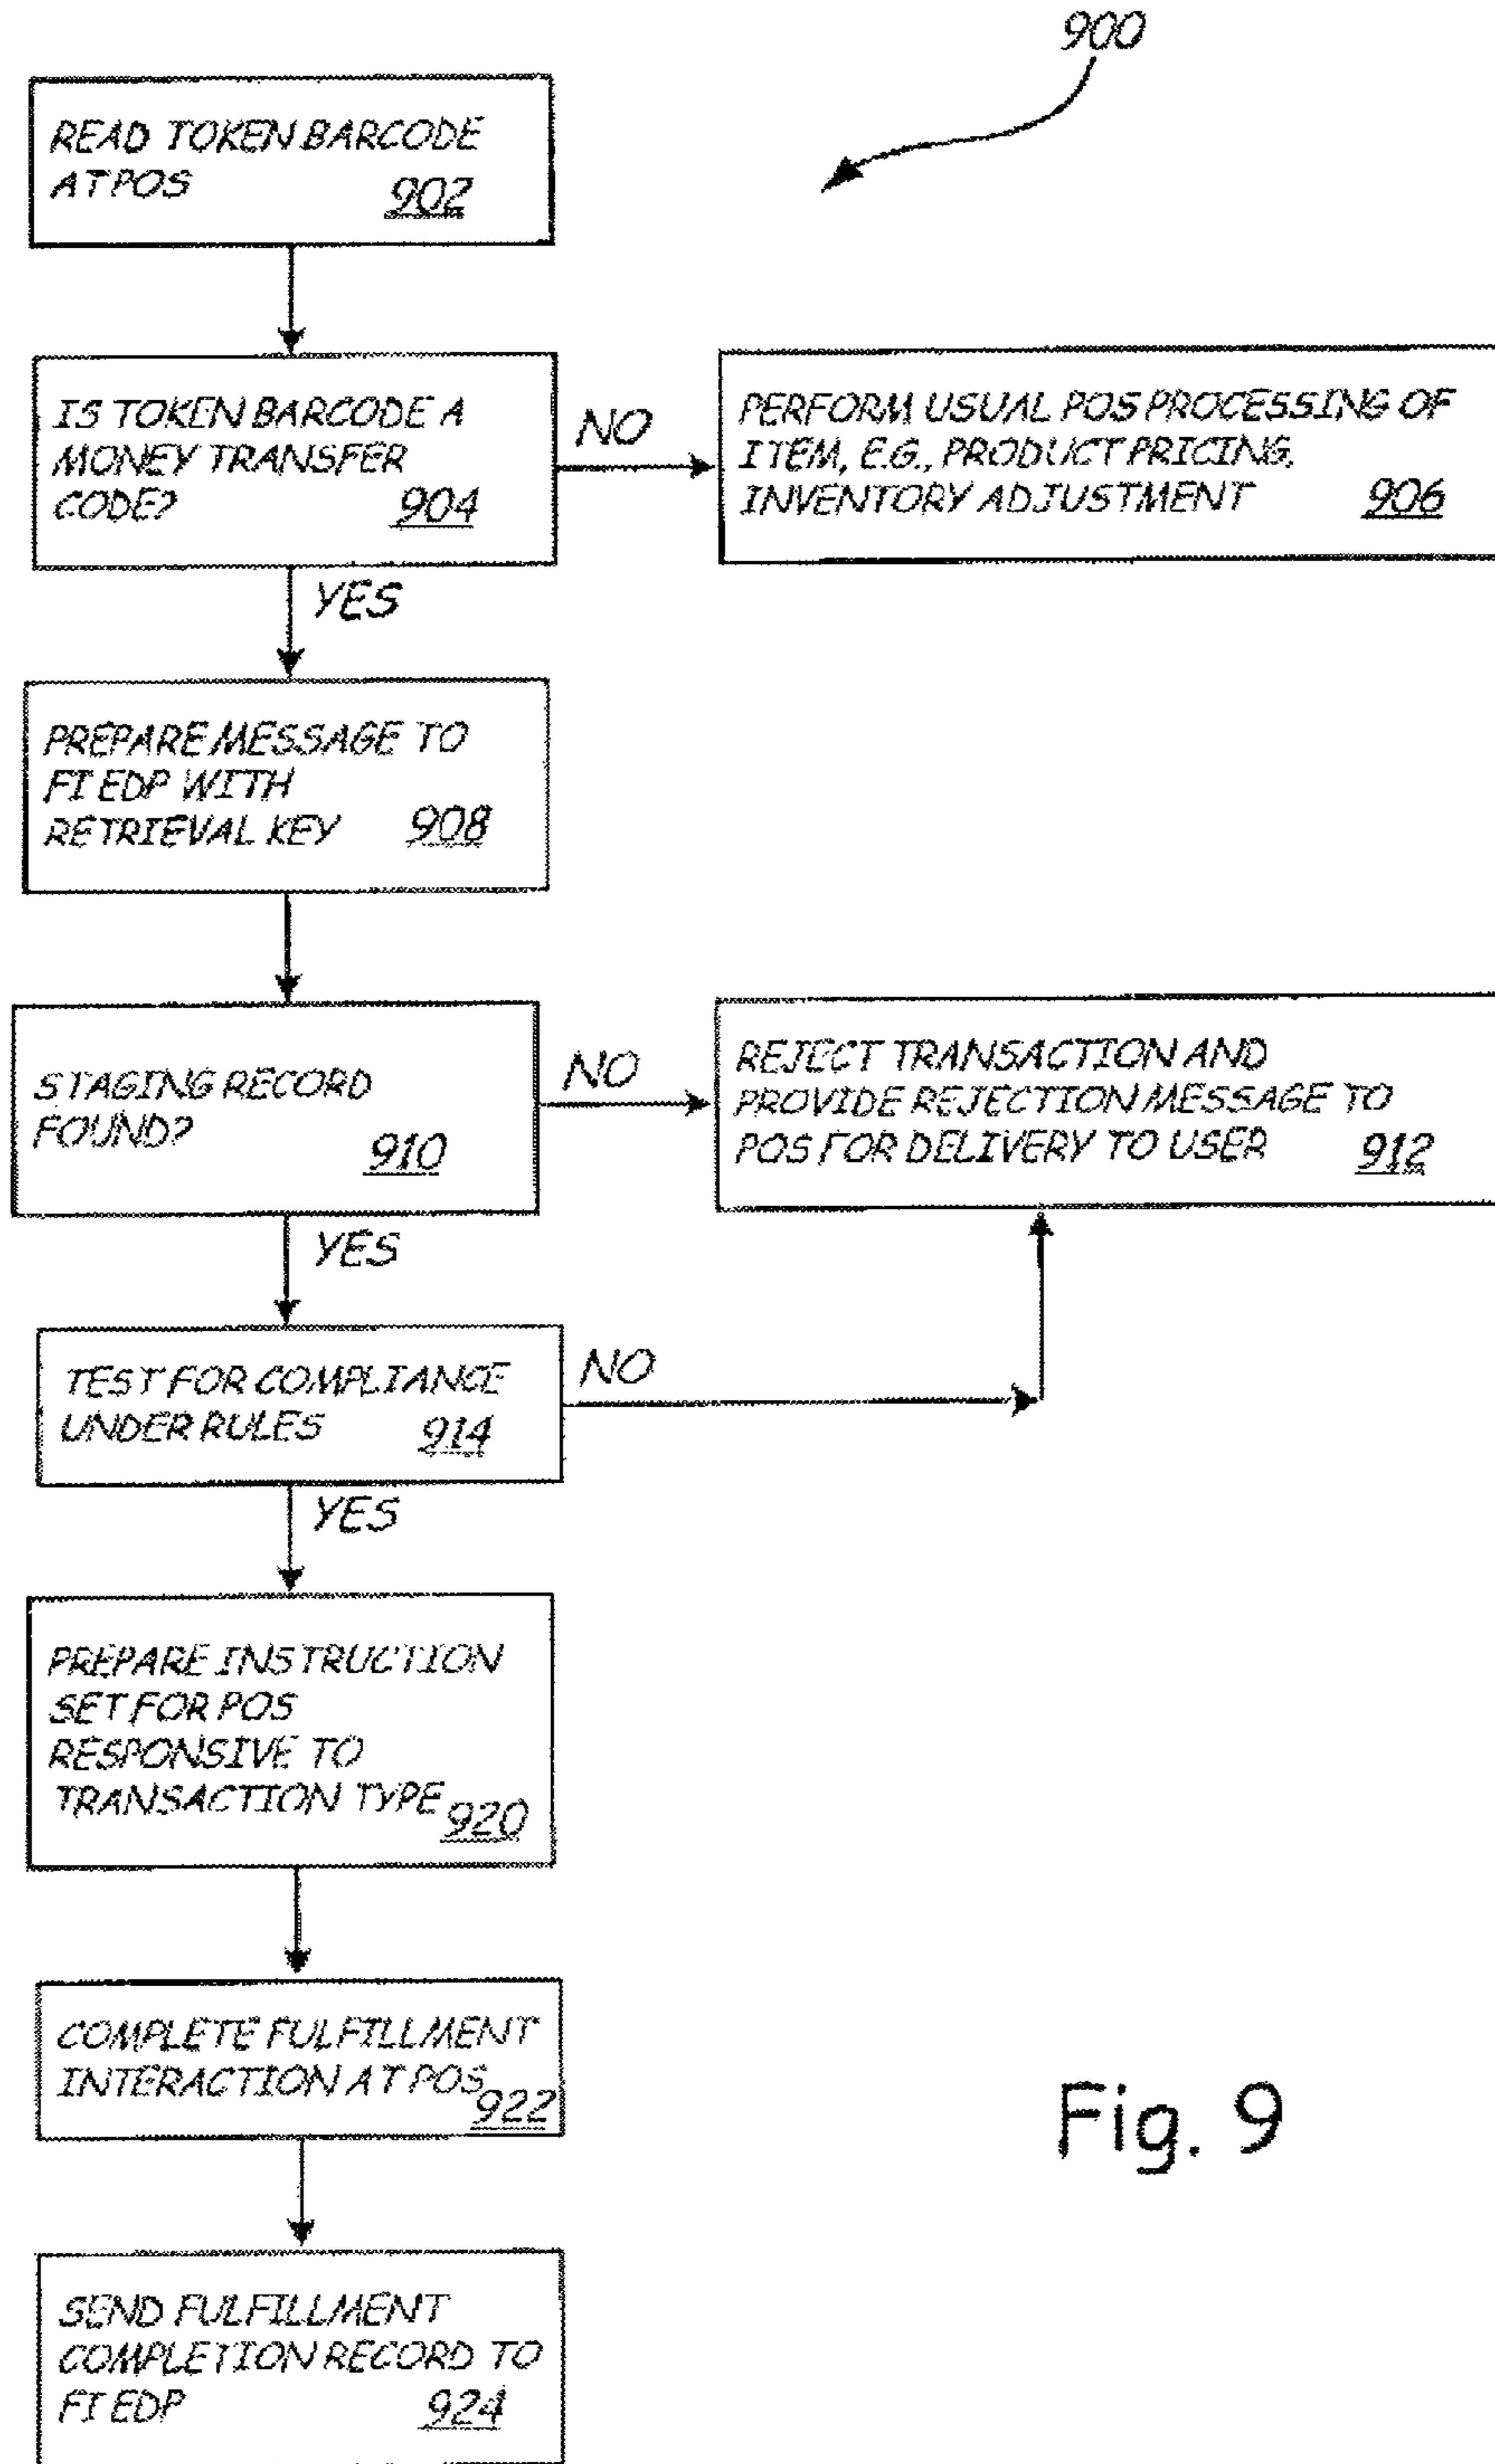 900
READ TOKEN BARCODE
AT POS 902
IS TOKEN BARCODE A
MONEY TRANSFER
CODE? 904
NO
PERFORM USUAL POS PROCESSING OF
ITEM, E.G., PRODUCT PRICING,
INVENTORY ADJUSTMENT 906
YES
PREPARE MESSAGE TO
FI EDP WITH
RETRIEVAL KEY 908
STAGING RECORD
FOUND? 910
NO
REJECT TRANSACTION AND
PROVIDE REJECTION MESSAGE TO
POS FOR DELIVERY TO USER 912
YES
TEST FOR COMPLIANCE
UNDER RULES 914
NO
YES
PREPARE INSTRUCTION
SET FOR POS
RESPONSIVE TO
TRANSACTION TYPE 920
COMPLETE FULFILLMENT
INTERACTION AT POS 922
SEND FULFILLMENT
COMPLETION RECORD TO
FI EDP 924
Fig. 9